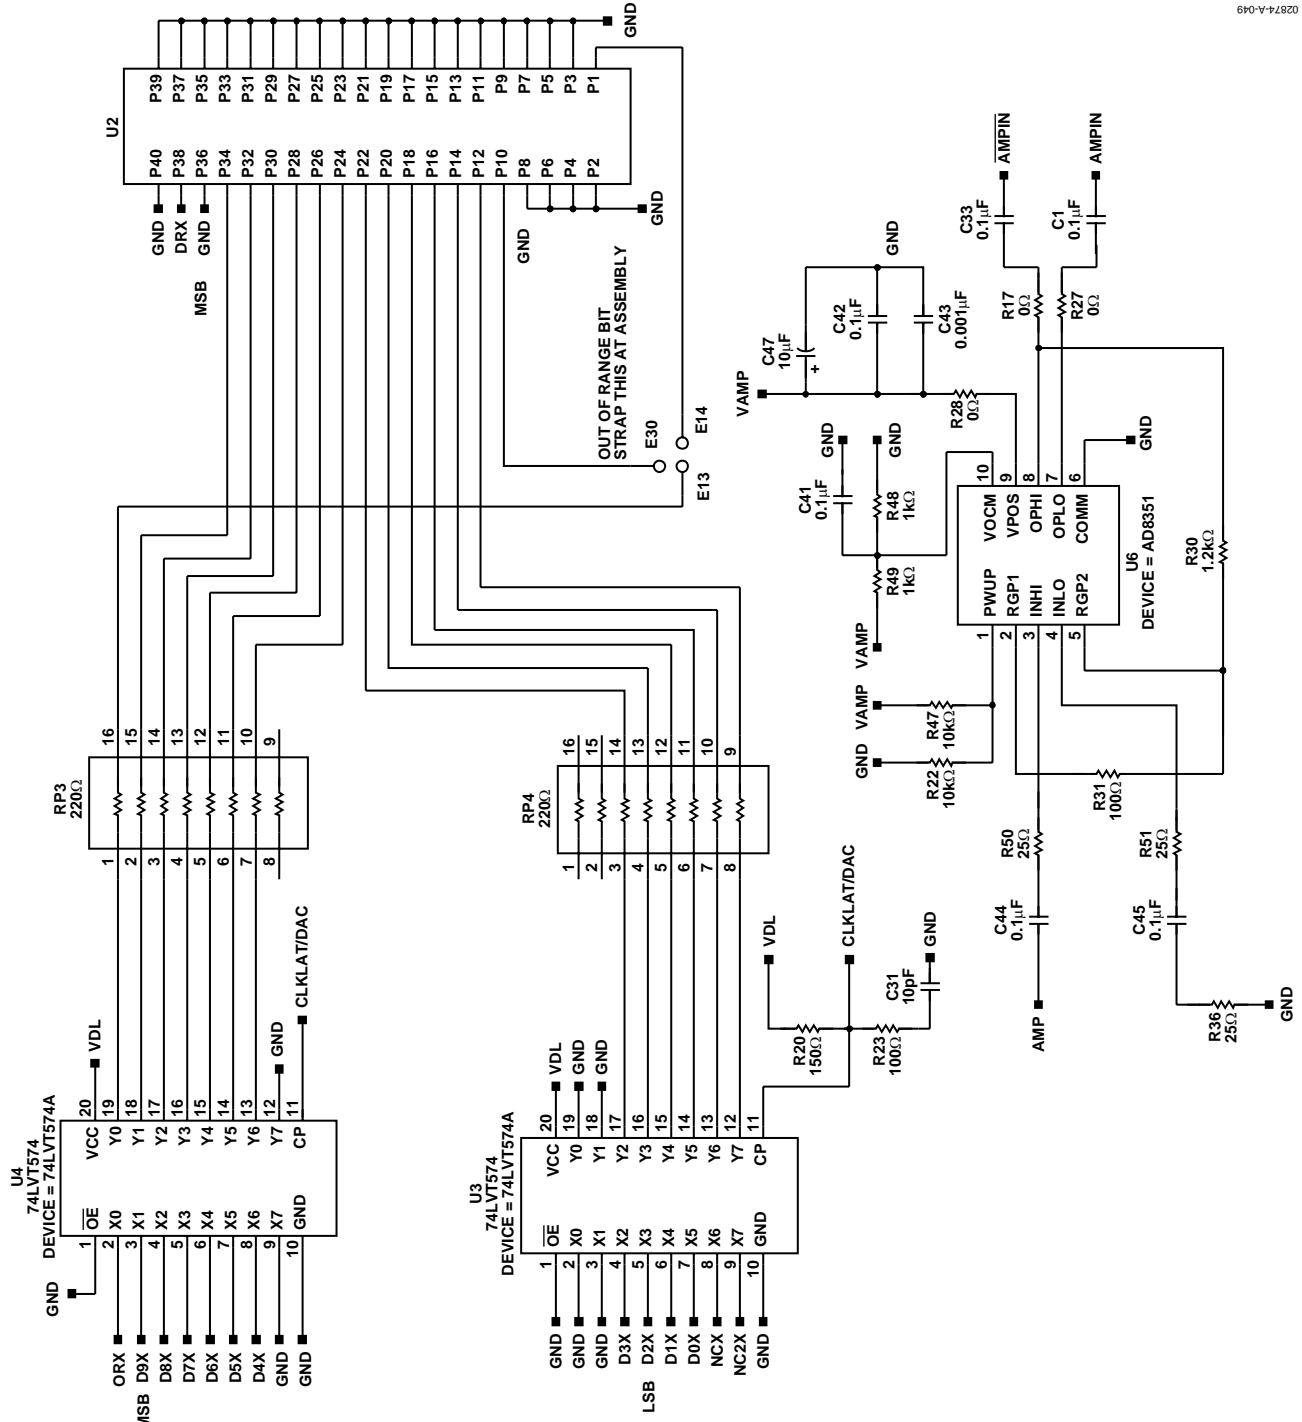 02874-A-049
GND
P39
P37
P35
P33
P31
P29
P27
P25
P23
P21
P19
P17
P15
P13
P11
P9
P7
P5
P3
P1
U2
P40
P38
P36
P34
P32
P30
P28
P26
P24
P22
P20
P18
P16
P14
P12
P10
P8
P6
P4
P2
GND
DRX
GND
MSB
GND
GND
OUT OF RANGE BIT
STRAP THIS AT ASSEMBLY
E30
E14
E13
16
15
14
13
12
11
10
9
RP3
220Ω
1
2
3
4
5
6
7
8
16
15
14
13
12
11
10
9
RP4
220Ω
1
2
3
4
5
6
7
8
U4
74LVT574
DEVICE = 74LVT574A
VDL
GND
CLKLAT/DAC
20
19
18
17
16
15
14
13
12
11
VCC
Y0
Y1
Y2
Y3
Y4
Y5
Y6
Y7
CP
OE
X0
X1
X2
X3
X4
X5
X6
X7
GND
1
2
3
4
5
6
7
8
9
10
GND
ORX
MSB D9X
D8X
D7X
D6X
D5X
D4X
GND
GND
U3
74LVT574
DEVICE = 74LVT574A
VDL
GND
GND
20
19
18
17
16
15
14
13
12
11
VCC
Y0
Y1
Y2
Y3
Y4
Y5
Y6
Y7
CP
OE
X0
X1
X2
X3
X4
X5
X6
X7
GND
1
2
3
4
5
6
7
8
9
10
GND
GND
GND
D3X
LSB D2X
D1X
D0X
NCX
NC2X
GND
VDL
CLKLAT/DAC
GND
R20
150Ω
R23
100Ω
C31
10pF
AMPIN
AMPIN
C33
0.1µF
C1
0.1µF
R17
0Ω
R27
0Ω
GND
C47
10µF
+
C42
0.1µF
C43
0.001µF
VAMP
R28
0Ω
GND
GND
C41
0.1µF
R48
1kΩ
R49
1kΩ
VAMP
GND
10
9
8
7
6
VOCM
VPOS
OPHI
OPLO
COMM
PWUP
RGP1
INHI
INLO
RGP2
1
2
3
4
5
U6
DEVICE = AD8351
R30
1.2kΩ
VAMP
GND
R47
10kΩ
R22
10kΩ
R31
100Ω
R50
25Ω
R51
25Ω
C44
0.1µF
C45
0.1µF
AMP
R36
25Ω
GND